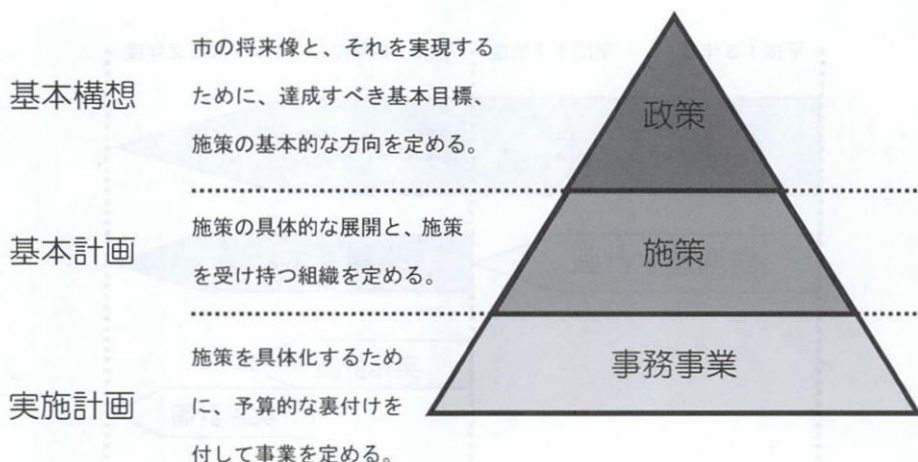 基本構想
市の将来像と、それを実現する
ために、達成すべき基本目標、
施策の基本的な方向を定める。
政策
基本計画
施策の具体的な展開と、施策
を受け持つ組織を定める。
施策
実施計画
施策を具体化するため
に、予算的な裏付けを
付して事業を定める。
事務事業